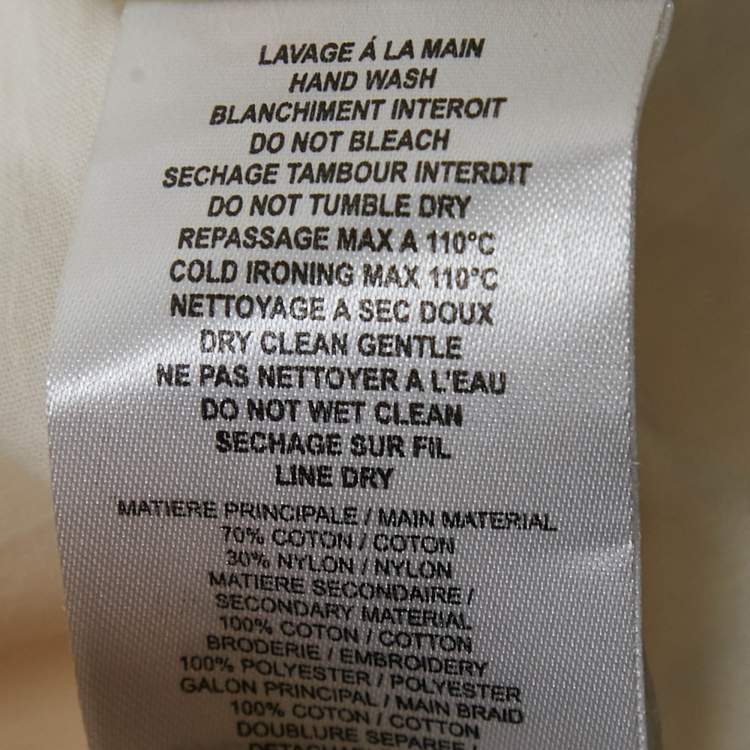 LAVAGE Á LA MAIN
HAND WASH
BLANCHIMENT INTEROIT
DO NOT BLEACH
SECHAGE TAMBOUR INTERDIT
DO NOT TUMBLE DRY
REPASSAGE MAX A 110°C
COLD IRONING MAX 110°C
NETTOYAGE A SEC DOUX
DRY CLEAN GENTLE
NE PAS NETTOYER A L'EAU
DO NOT WET CLEAN
SECHAGE SUR FIL
LINE DRY
MATIERE PRINCIPALE / MAIN MATERIAL
70% COTON / COTON
30% NYLON / NYLON
MATIERE SECONDAIRE /
SECONDARY MATERIAL
100% COTON / COTTON
BRODERIE / EMBROIDERY
100% POLYESTER / POLYESTER
GALON PRINCIPAL / MAIN BRAID
100% COTON / COTTON
DOUBLURE SEPAREE /